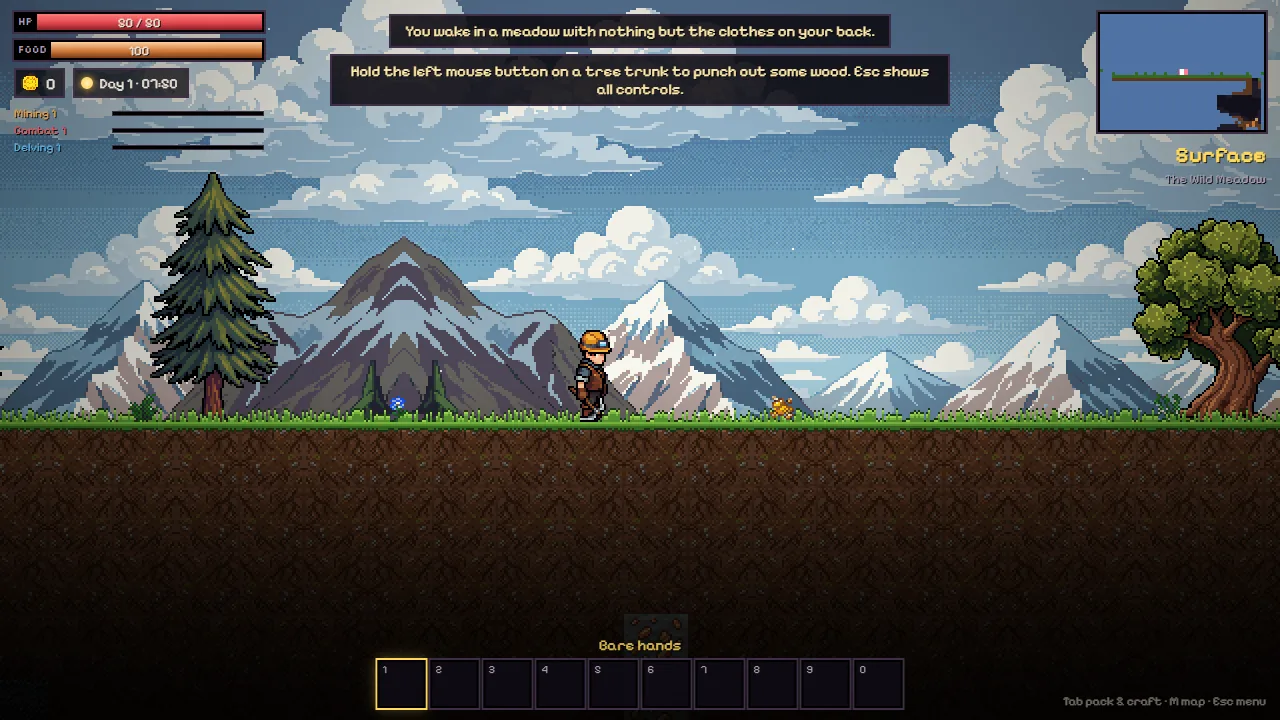 HP 80 / 80
FOOD 100
0 Day 1 · 07:80
Mining 1
Combat 1
Delving 1
You wake in a meadow with nothing but the clothes on your back.
Hold the left mouse button on a tree trunk to punch out some wood. Esc shows
all controls.
Surface
The Wild Meadow
Bare hands
1 2 3 4 5 6 7 8 9 0
Tab pack & craft · M map · Esc menu